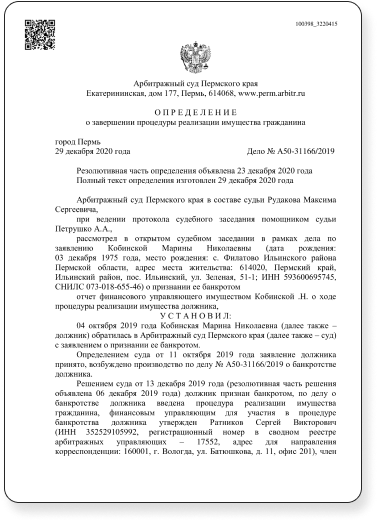 100398_3220415
Арбитражный суд Пермского края
Екатерининская, дом 177, Пермь, 614068, www.perm.arbitr.ru
О П Р Е Д Е Л Е Н И Е
о завершении процедуры реализации имущества гражданина
город Пермь
29 декабря 2020 года Дело № А50-31166/2019
Резолютивная часть определения объявлена 23 декабря 2020 года
Полный текст определения изготовлен 29 декабря 2020 года
Арбитражный суд Пермского края в составе судьи Рудакова Максима
Сергеевича,
при ведении протокола судебного заседания помощником судьи
Петрушко А.А.,
рассмотрел в открытом судебном заседании в рамках дела по
заявлению Кобинской Марины Николаевны (дата рождения:
03 декабря 1975 года, место рождения: с. Филатово Ильинского района
Пермской области, адрес места жительства: 614020, Пермский край,
Ильинский район, пос. Ильинский, ул. Зеленая, 51-1; ИНН 593600695745,
СНИЛС 073-018-655-46) о признании ее банкротом
отчет финансового управляющего имуществом Кобинской .Н. о ходе
процедуры реализации имущества должника,
У С Т А Н О В И Л :
04 октября 2019 года Кобинская Марина Николаевна (далее также –
должник) обратилась в Арбитражный суд Пермского края (далее также – суд)
с заявлением о признании ее банкротом.
Определением суда от 11 октября 2019 года заявление должника
принято, возбуждено производство по делу № А50-31166/2019 о банкротстве
должника.
Решением суда от 13 декабря 2019 года (резолютивная часть решения
объявлена 06 декабря 2019 года) должник признан банкротом, по делу о
банкротстве должника введена процедура реализации имущества
гражданина, финансовым управляющим для участия в процедуре
банкротства должника утвержден Ратников Сергей Викторович
(ИНН 352529105992, регистрационный номер в сводном реестре
арбитражных управляющих – 17552, адрес для направления
корреспонденции: 160001, г. Вологда, ул. Батюшкова, д. 11, офис 201), член